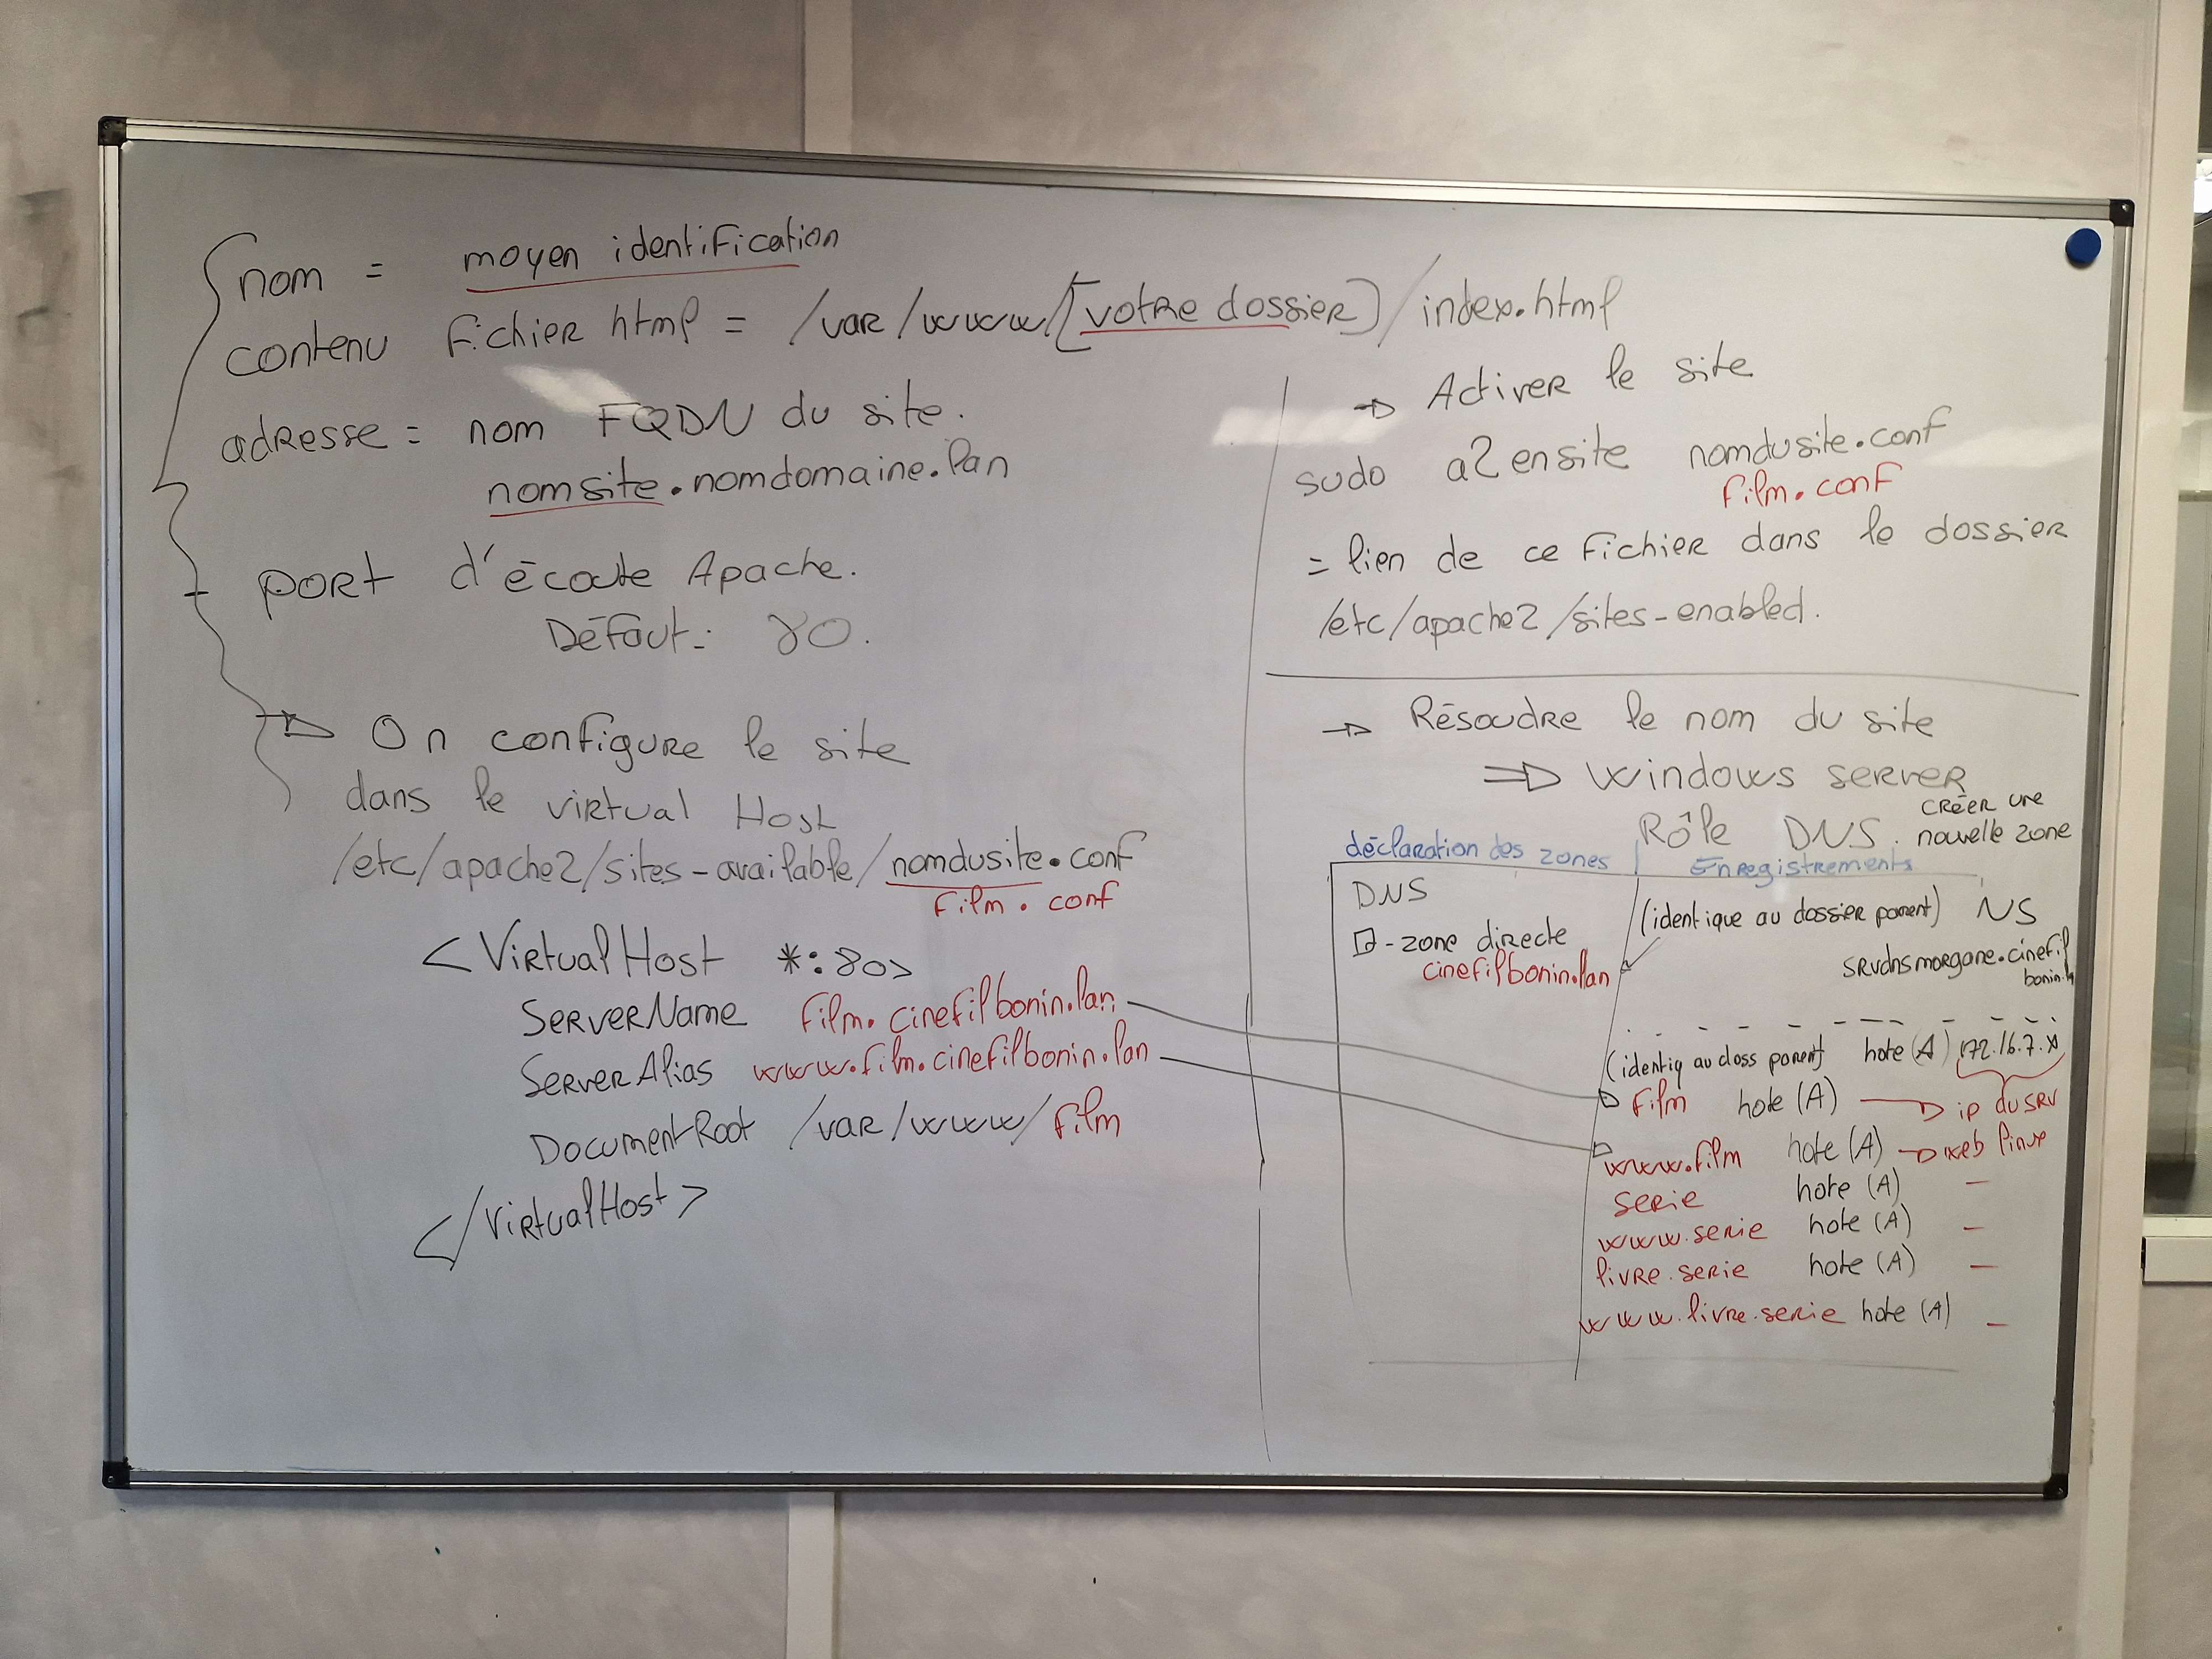 nom = moyen identification
contenu fichier html = /var/www/[votre dossier]/index.html
adresse = nom FQDN du site.
nomsite.nomdomaine.lan
port d'écoute Apache.
Défaut : 80.
→ On configure le site
dans le virtual Host
/etc/apache2/sites-available/nomdusite.conf
film.conf
<VirtualHost *:80>
ServerName film.cinefilbonin.lan
ServerAlias www.film.cinefilbonin.lan
DocumentRoot /var/www/film
</VirtualHost>
→ Activer le site
sudo a2ensite nomdusite.conf
film.conf
= lien de ce fichier dans le dossier
/etc/apache2/sites-enabled.
→ Résoudre le nom du site
⇒ Windows server
Rôle DNS. créer une
nouvelle zone
déclaration des zones
Enregistrements
DNS
- zone directe
cinefilbonin.lan
(identique au dossier parent) NS
srvdnsmorgane.cinefil
bonin.
(identiq au doss parent) hote (A) 172.16.7.x
film hote (A) → ip du SRV
www.film hote (A) → web linux
serie hote (A) -
www.serie hote (A) -
livre.serie hote (A) -
www.livre.serie hote (A) -